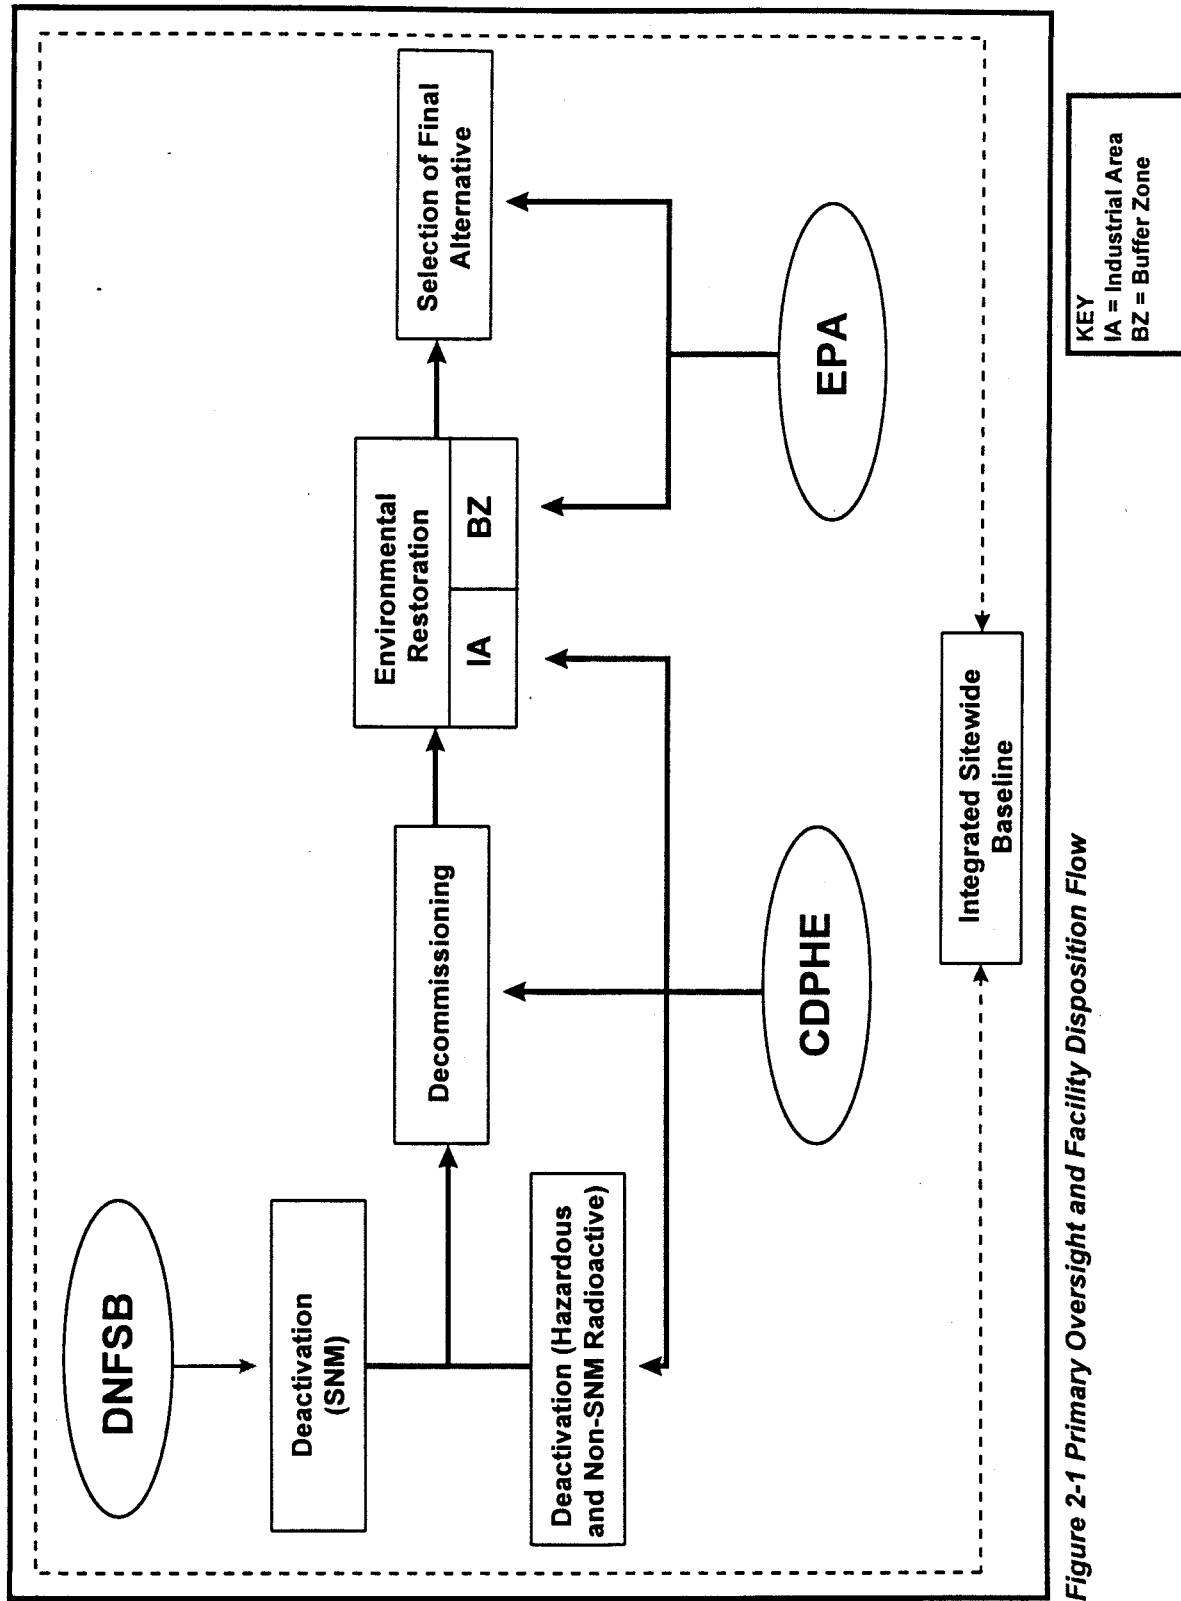 DNFSB
Deactivation
(SNM)
Deactivation (Hazardous
and Non-SNM Radioactive)
Decommissioning
Environmental
Restoration
IA
BZ
Selection of Final
Alternative
CDPHE
EPA
Integrated Sitewide
Baseline
Figure 2-1 Primary Oversight and Facility Disposition Flow
KEY
IA = Industrial Area
BZ = Buffer Zone